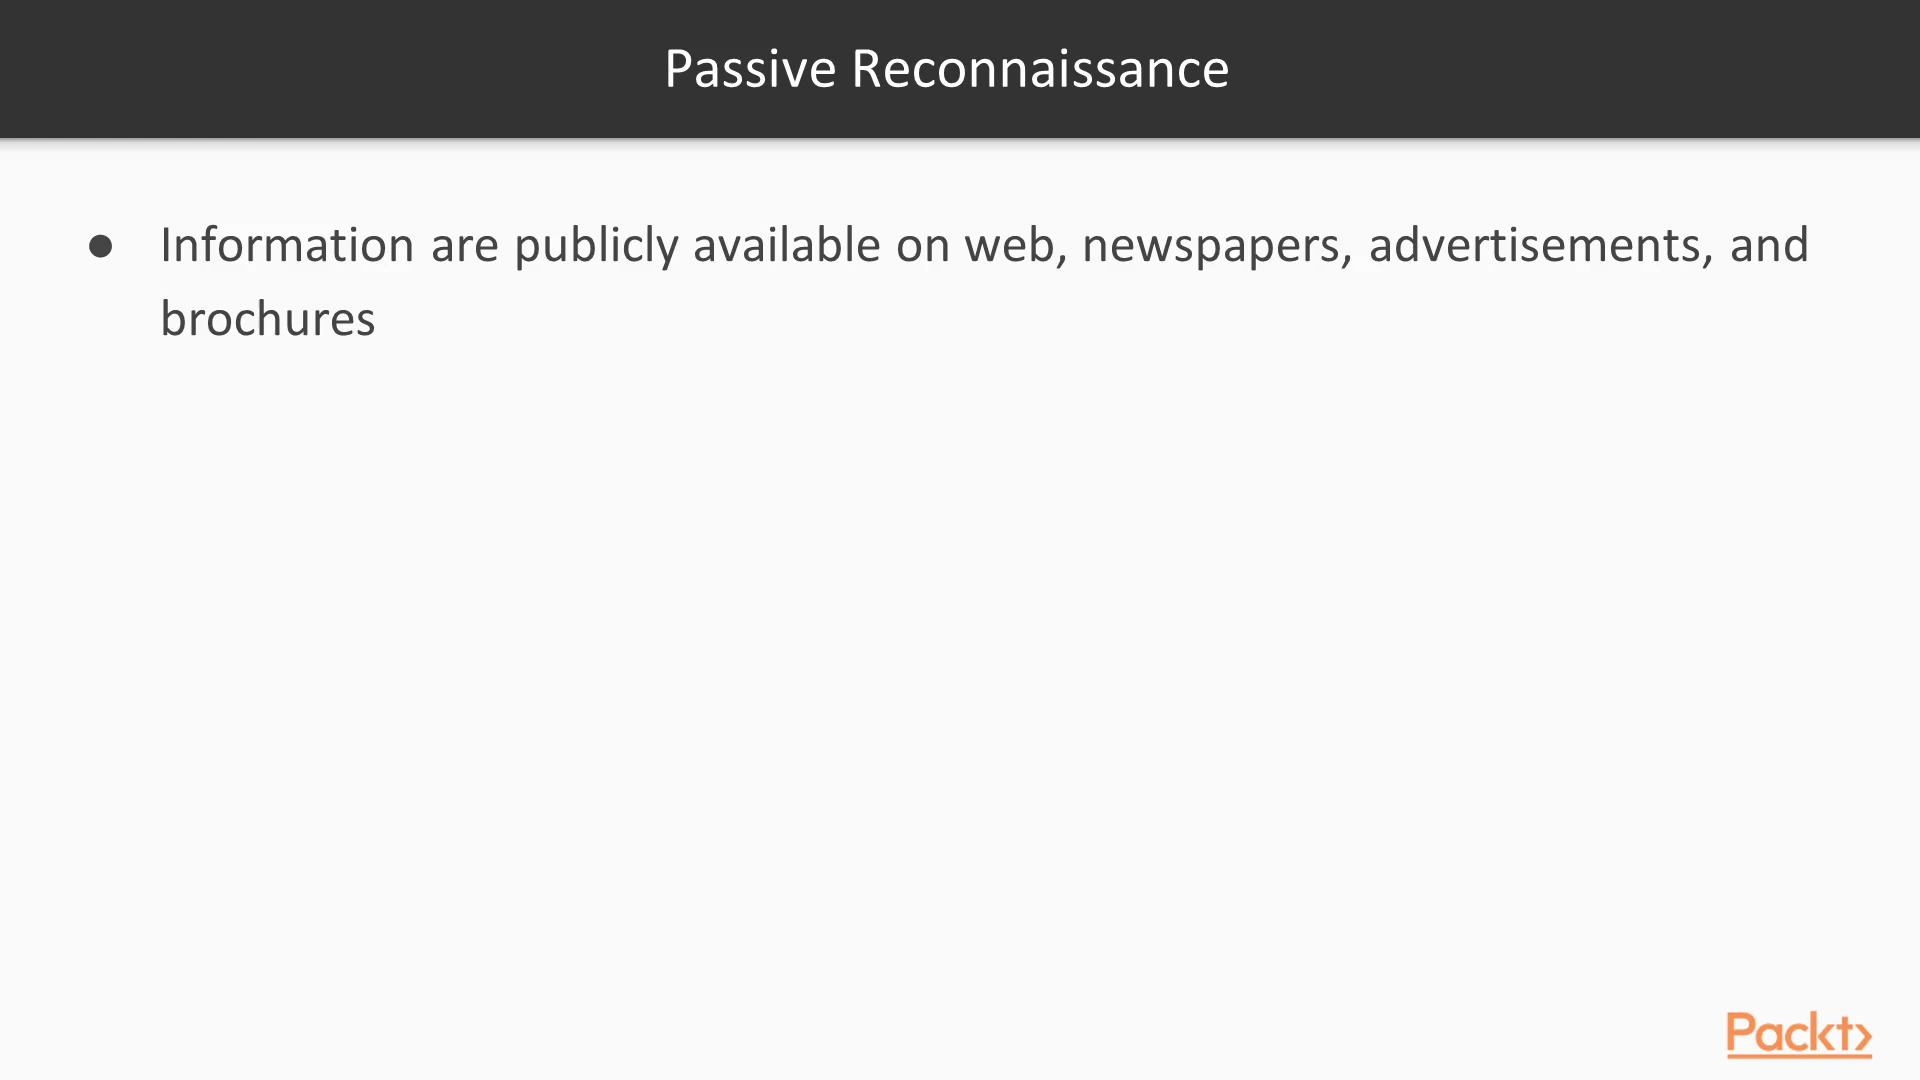 Passive Reconnaissance
● Information are publicly available on web, newspapers, advertisements, and
brochures
Packt>